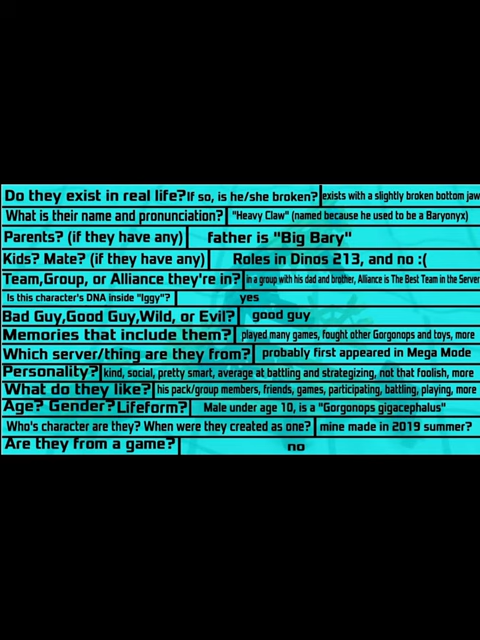 Do they exist in real life?If so, is he/she broken? exists with a slightly broken bottom jaw
What is their name and pronunciation? "Heavy Claw" (named because he used to be a Baryonyx)
Parents? (if they have any) father is "Big Bary"
Kids? Mate? (if they have any) Roles in Dinos 213, and no :(
Team,Group, or Alliance they're in? in a group with his dad and brother, Alliance is The Best Team in the Server
Is this character's DNA inside "Iggy"? yes
Bad Guy,Good Guy,Wild, or Evil? good guy
Memories that include them? played many games, fought other Gorgonops and toys, more
Which server/thing are they from? probably first appeared in Mega Mode
Personality? kind, social, pretty smart, average at battling and strategizing, not that foolish, more
What do they like? his pack/group members, friends, games, participating, battling, playing, more
Age? Gender?Lifeform? Male under age 10, is a "Gorgonops gigacephalus"
Who's character are they? When were they created as one? mine made in 2019 summer?
Are they from a game? no